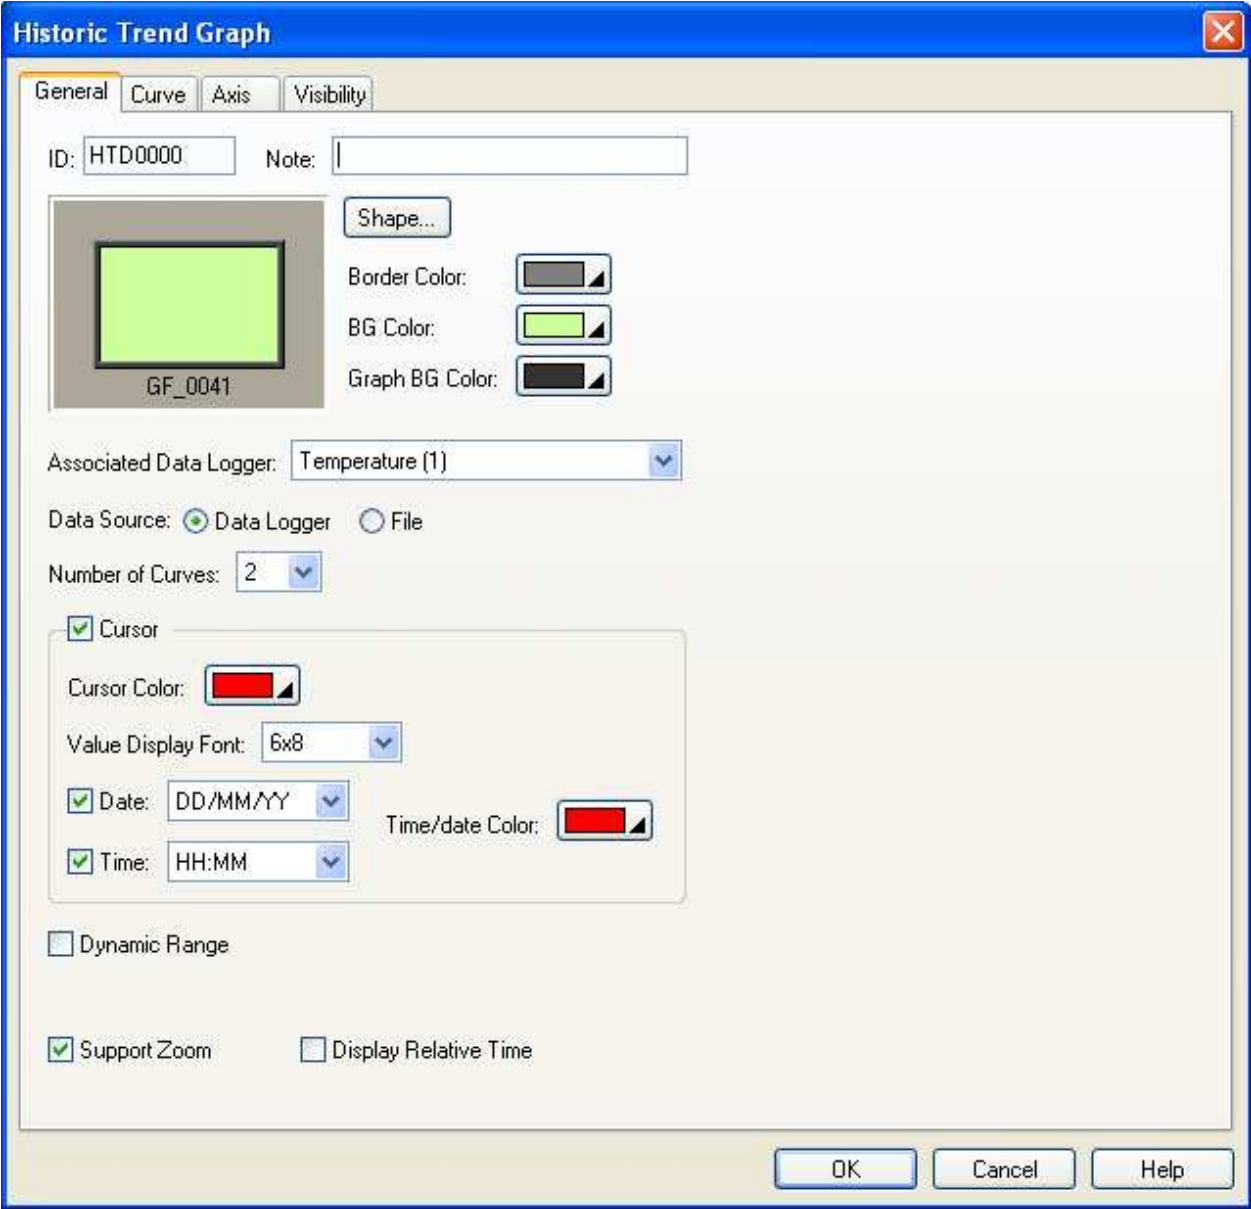 Historic Trend Graph
General Curve Axis Visibility
ID: HTD0000 Note:
Shape...
Border Color:
BG Color:
Graph BG Color:
GF_0041
Associated Data Logger: Temperature (1)
Data Source: Data Logger File
Number of Curves: 2
Cursor
Cursor Color:
Value Display Font: 6x8
Date: DD/MM/YY
Time/date Color:
Time: HH:MM
Dynamic Range
Support Zoom Display Relative Time
OK Cancel Help